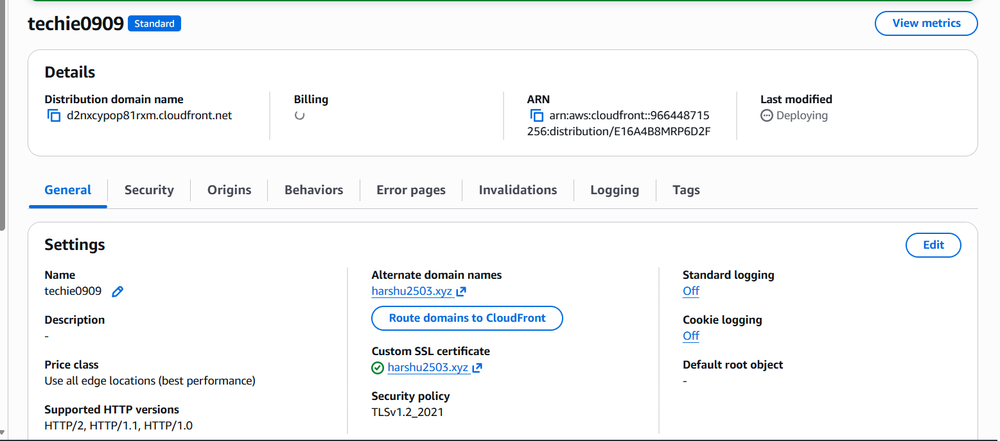 techie0909 Standard
View metrics
Details
Distribution domain name
d2nxcypop81rxm.cloudfront.net
Billing
ARN
arn:aws:cloudfront::966448715
256:distribution/E16A4B8MRP6D2F
Last modified
Deploying
General Security Origins Behaviors Error pages Invalidations Logging Tags
Settings
Edit
Name
techie0909
Description
-
Price class
Use all edge locations (best performance)
Supported HTTP versions
HTTP/2, HTTP/1.1, HTTP/1.0
Alternate domain names
harshu2503.xyz
Route domains to CloudFront
Custom SSL certificate
harshu2503.xyz
Security policy
TLSv1.2_2021
Standard logging
Off
Cookie logging
Off
Default root object
-